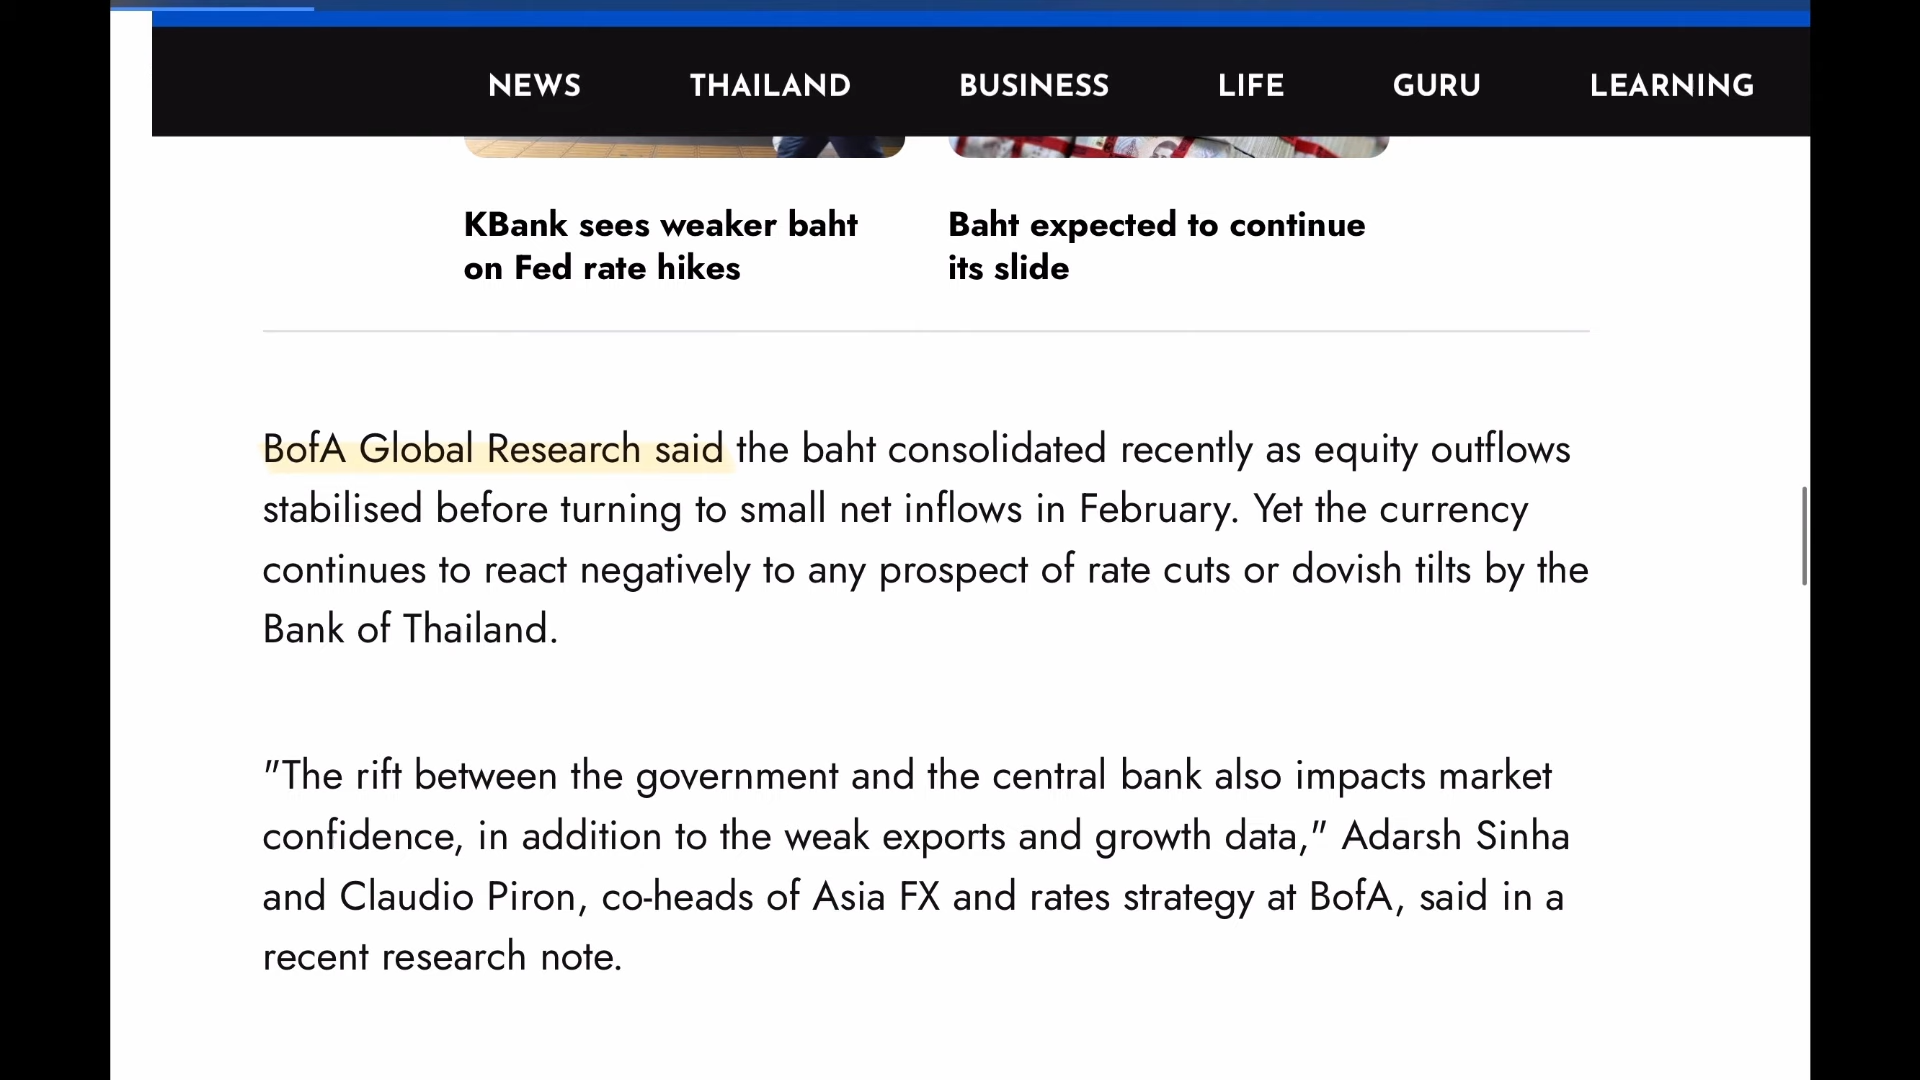 NEWS THAILAND BUSINESS LIFE GURU LEARNING
KBank sees weaker baht
on Fed rate hikes
Baht expected to continue
its slide
BofA Global Research said the baht consolidated recently as equity outflows
stabilised before turning to small net inflows in February. Yet the currency
continues to react negatively to any prospect of rate cuts or dovish tilts by the
Bank of Thailand.
"The rift between the government and the central bank also impacts market
confidence, in addition to the weak exports and growth data," Adarsh Sinha
and Claudio Piron, co-heads of Asia FX and rates strategy at BofA, said in a
recent research note.